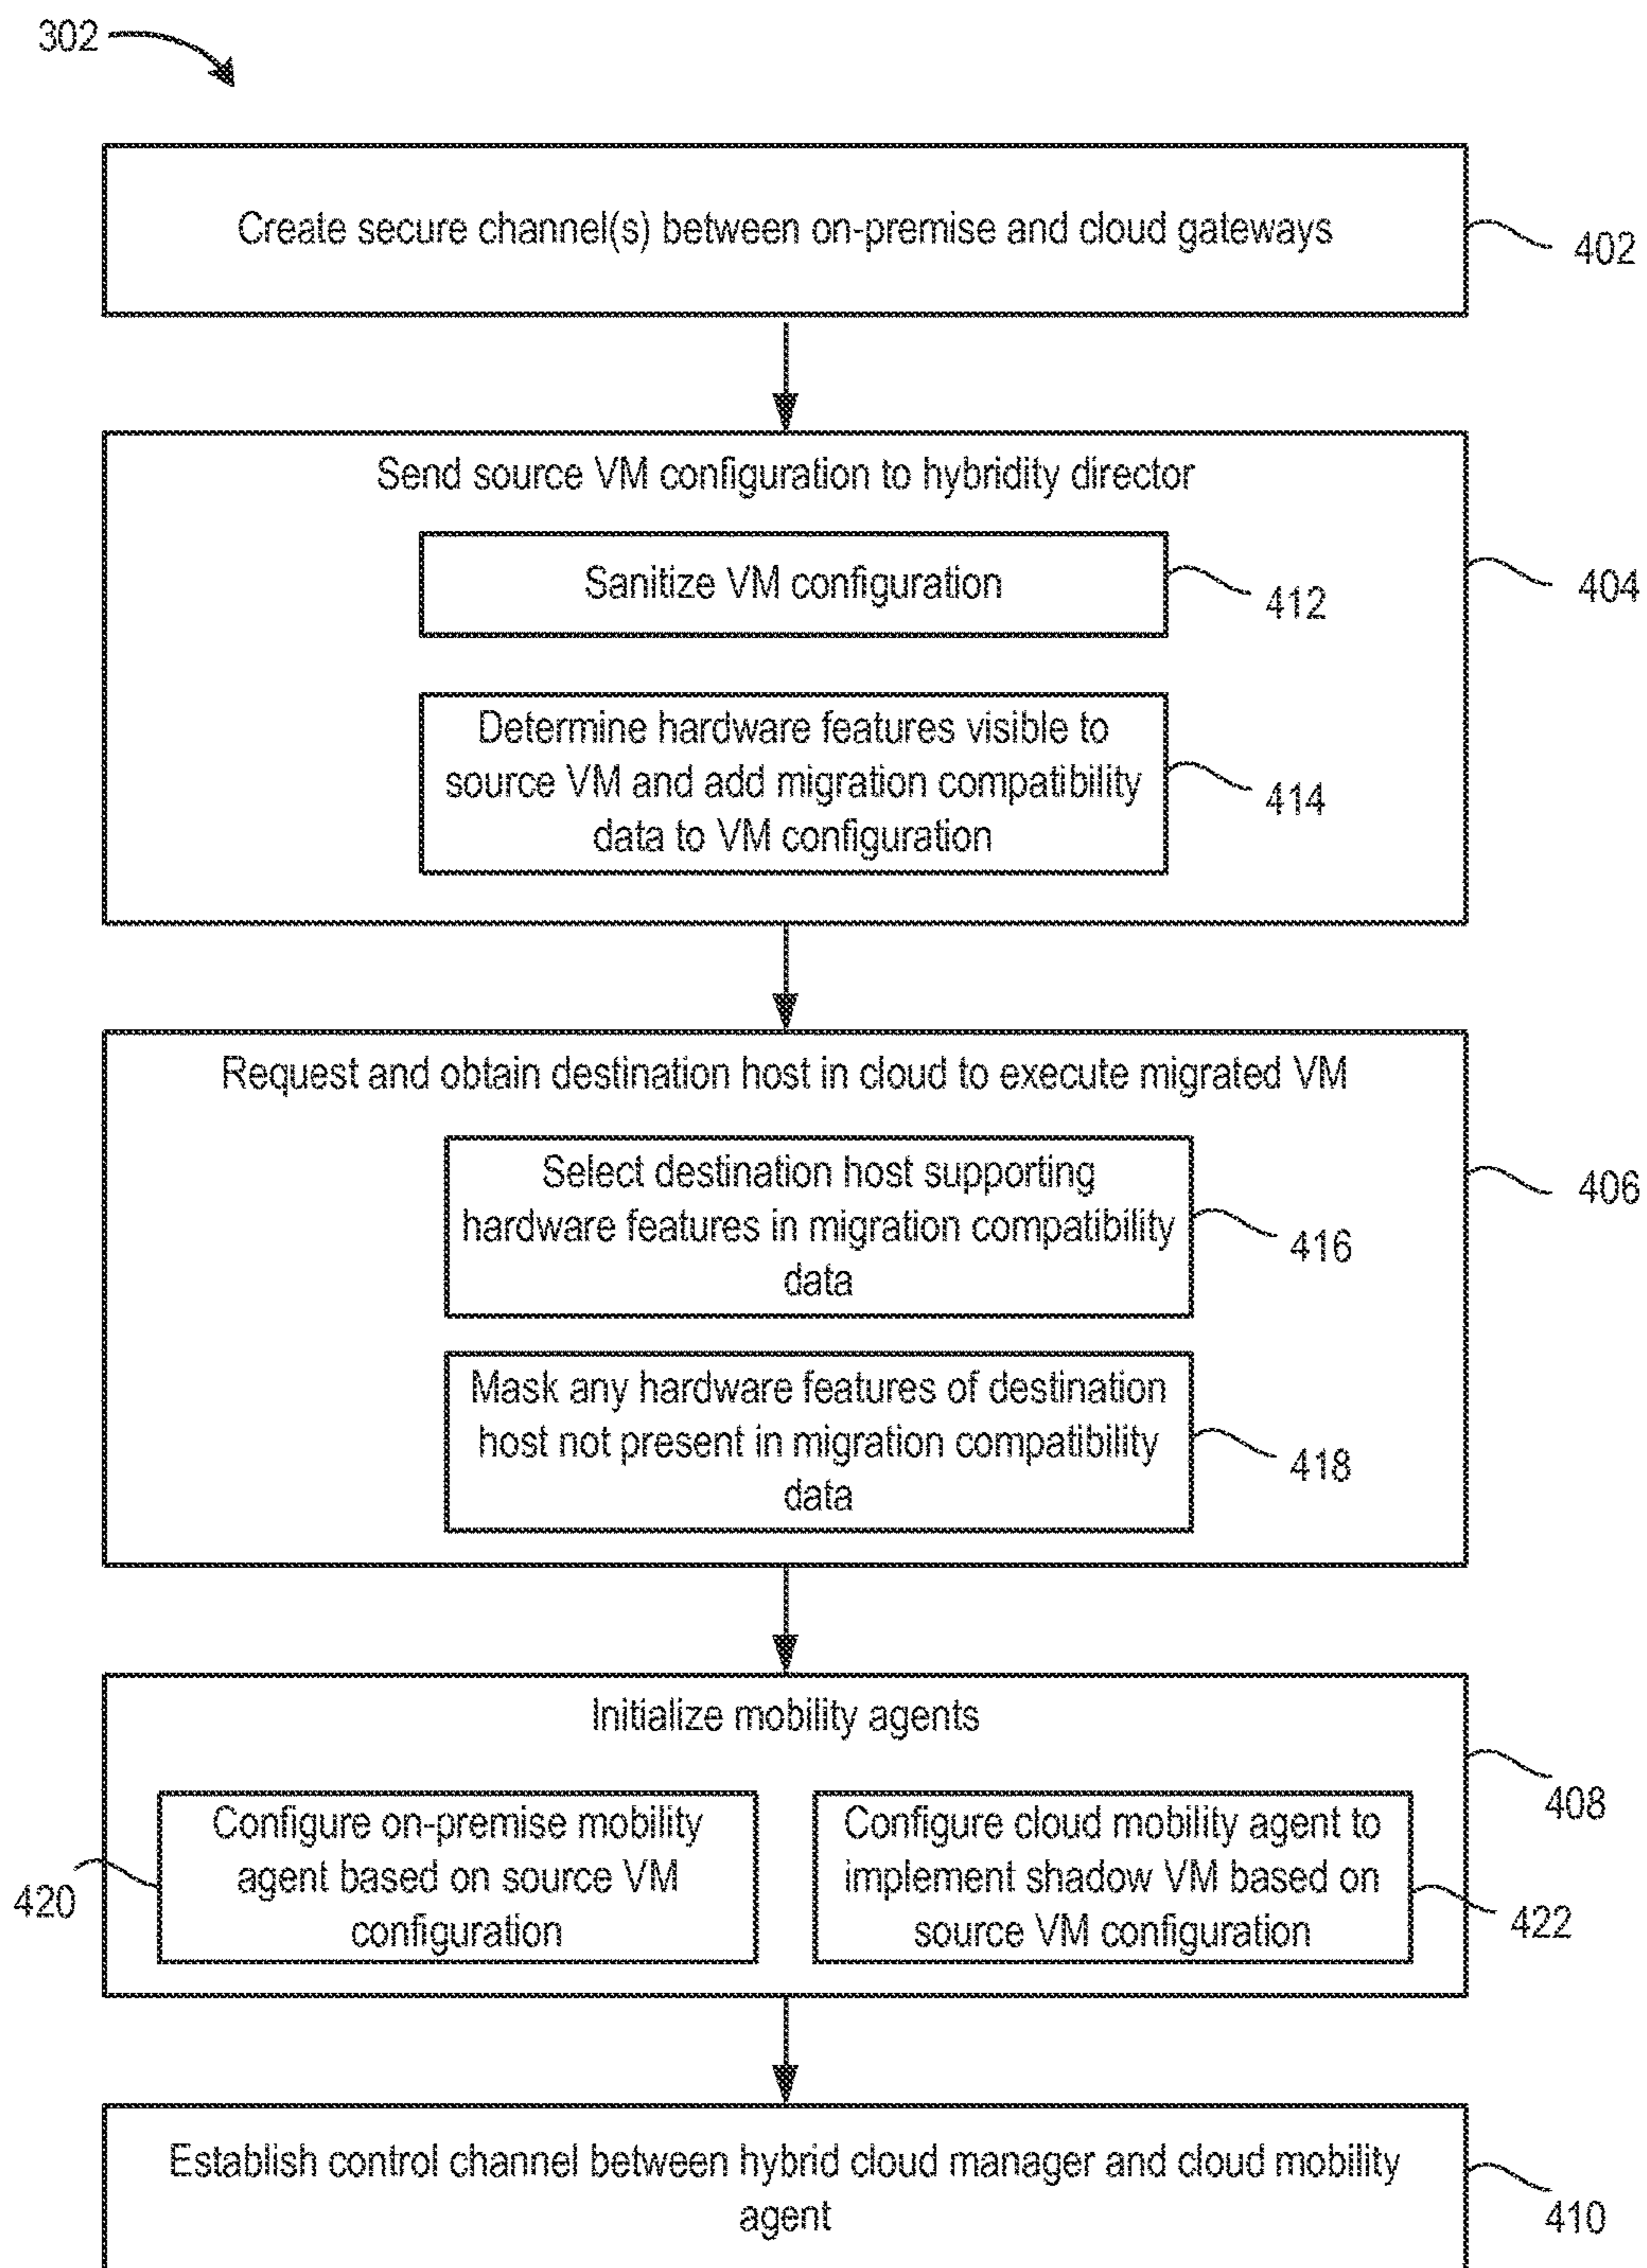 302
Create secure channel(s) between on-premise and cloud gateways
402
Send source VM configuration to hybridity director
404
Sanitize VM configuration
412
Determine hardware features visible to
source VM and add migration compatibility
data to VM configuration
414
Request and obtain destination host in cloud to execute migrated VM
406
Select destination host supporting
hardware features in migration compatibility
data
416
Mask any hardware features of destination
host not present in migration compatibility
data
418
Initialize mobility agents
408
Configure on-premise mobility
agent based on source VM
configuration
420
Configure cloud mobility agent to
implement shadow VM based on
source VM configuration
422
Establish control channel between hybrid cloud manager and cloud mobility
agent
410